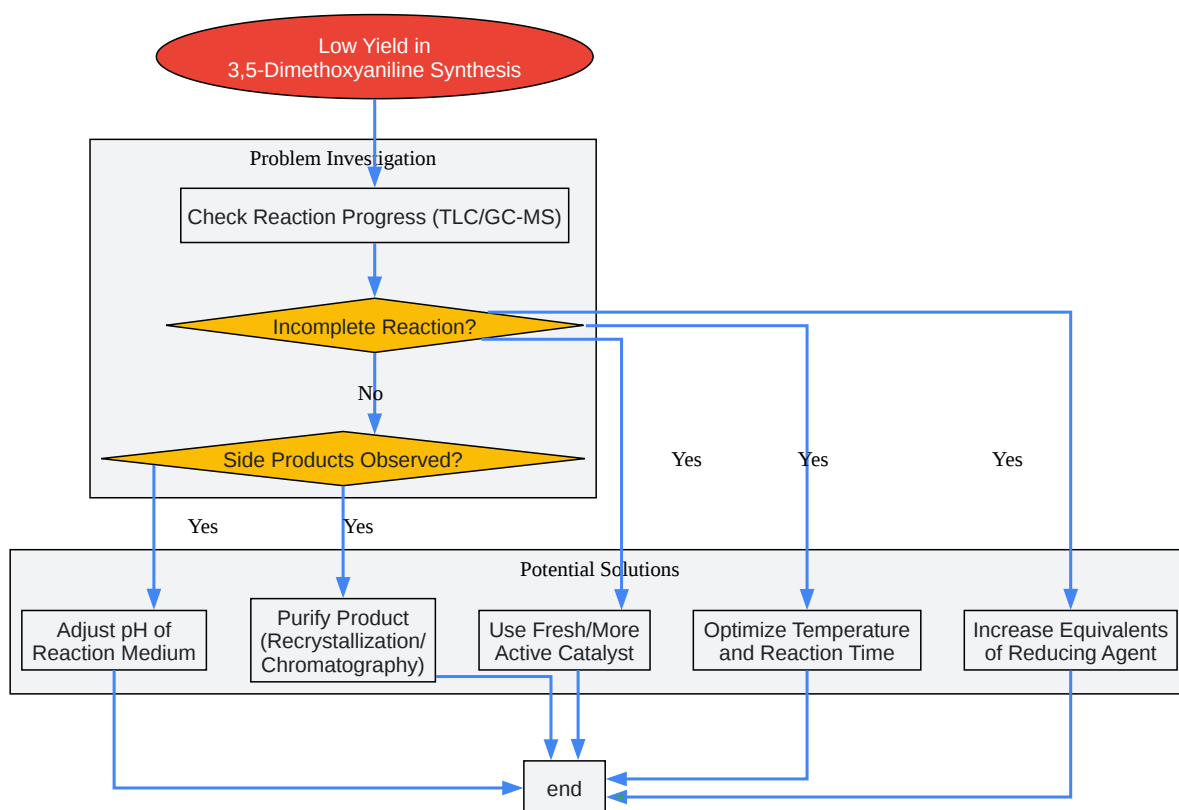 Low Yield in
3,5-Dimethoxyaniline Synthesis
Problem Investigation
Check Reaction Progress (TLC/GC-MS)
Incomplete Reaction?
No
Side Products Observed?
Yes
Yes
Yes
Yes
Yes
Potential Solutions
Adjust pH of
Reaction Medium
Purify Product
(Recrystallization/
Chromatography)
Use Fresh/More
Active Catalyst
Optimize Temperature
and Reaction Time
Increase Equivalents
of Reducing Agent
end